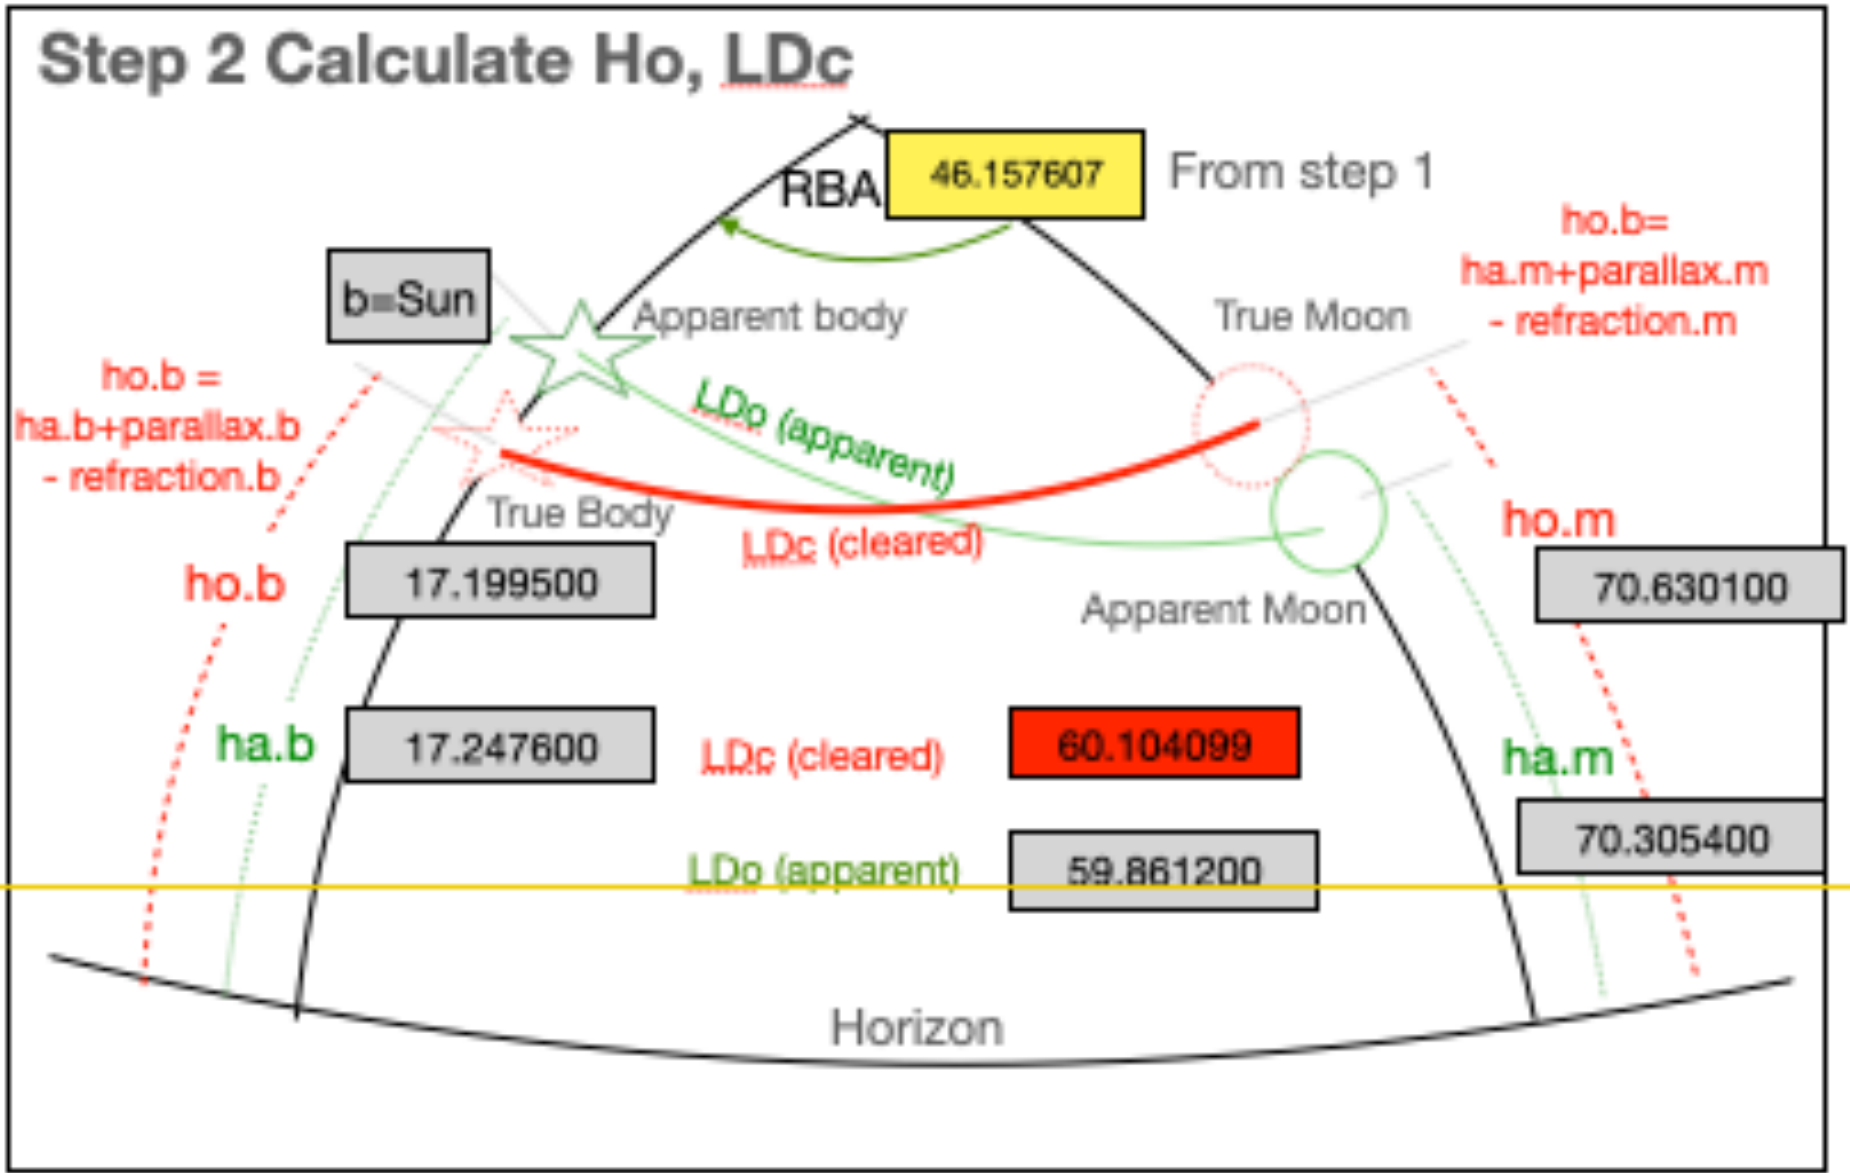 Step 2 Calculate Ho, LDc
RBA
46.157607
From step 1
ho.b=
ha.m+parallax.m
- refraction.m
b=Sun
Apparent body
True Moon
ho.b =
ha.b+parallax.b
- refraction.b
LDo (apparent)
True Body
LDc (cleared)
ho.m
ho.b
17.199500
70.630100
Apparent Moon
ha.b
17.247600
LDc (cleared)
60.104099
ha.m
70.305400
LDo (apparent)
59.861200
Horizon